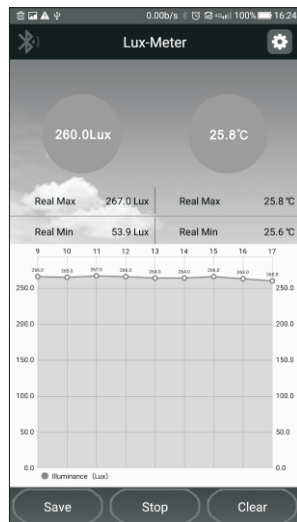 0.00b/s 100% 16:24
Lux-Meter
260.0Lux 25.8℃
Real Max 267.0 Lux Real Max 25.8 ℃
Real Min 53.9 Lux Real Min 25.6 ℃
9 10 11 12 13 14 15 16 17
267.0
250.0 250.0
200.0 200.0
150.0 150.0
100.0 100.0
50.0 50.0
0.0 0.0
Illuminance (Lux)
Save Stop Clear